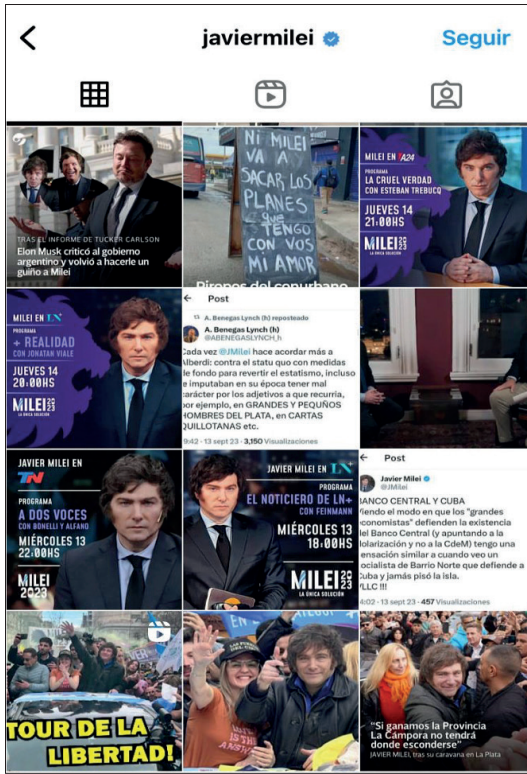 javiermilei
Seguir
TRAS EL INFORME DE TUCKER CARLSON
Elon Musk criticó al gobierno
argentino y volvió a hacerle un
guiño a Milei
NI MILEI
VA A
SACAR LOS
PLANES
que
TENGO
CON VOS
MI AMOR
Piropos del conurbano
MILEI EN A24
PROGRAMA
LA CRUEL VERDAD
CON ESTEBAN TREBUCQ
JUEVES 14
21:00HS
MILEI 2023
LA ÚNICA SOLUCIÓN
MILEI EN LN
PROGRAMA
+ REALIDAD
CON JONATAN VIALE
JUEVES 14
20:00HS
MILEI 2023
LA ÚNICA SOLUCIÓN
Post
A. Benegas Lynch (h) reposteado
A. Benegas Lynch (h)
@ABENEGASLYNCH_h
Cada vez @JMilei hace acordar más a
Alberdi: contra el statu quo con medidas
de fondo para revertir el estatismo, incluso
e imputaban en su época tener mal
carácter por los adjetivos a que recurría,
por ejemplo, en GRANDES Y PEQUÑOS
HOMBRES DEL PLATA, en CARTAS
QUILLOTANAS etc.
9:42 · 13 sept 23 · 3,150 Visualizaciones
JAVIER MILEI EN
TN
PROGRAMA
A DOS VOCES
CON BONELLI Y ALFANO
MIÉRCOLES 13
22:00HS
MILEI
2023
JAVIER MILEI EN LN
PROGRAMA
EL NOTICIERO DE LN+
CON FEINMANN
MIÉRCOLES 13
18:00HS
MILEI 2023
LA ÚNICA SOLUCIÓN
Post
Javier Milei
@JMilei
BANCO CENTRAL Y CUBA
Viendo el modo en que los "grandes
economistas" defienden la existencia
del Banco Central (y apuntando a la
dolarización y no a la CdeM) tengo una
sensación similar a cuando veo un
socialista de Barrio Norte que defiende a
Cuba y jamás pisó la isla.
VLLC !!!
4:02 · 13 sept 23 · 457 Visualizaciones
TOUR DE LA
LIBERTAD!
IS THE
ANSWER
"Si ganamos la Provincia
La Cámpora no tendrá
donde esconderse"
JAVIER MILEI, tras su caravana en La Plata